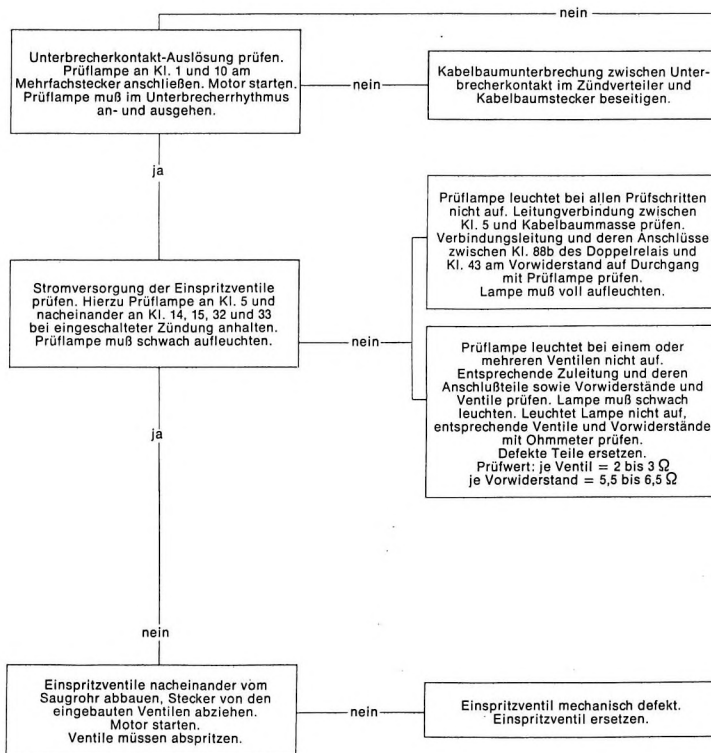 nein
Unterbrecherkontakt-Auslösung prüfen.
Prüflampe an Kl. 1 und 10 am
Mehrfachstecker anschließen. Motor starten.
Prüflampe muß im Unterbrecherrhythmus
an- und ausgehen.
nein
Kabelbaumunterbrechung zwischen Unter-
brecherkontakt im Zündverteiler und
Kabelbaumstecker beseitigen.
ja
Prüflampe leuchtet bei allen Prüfschritten
nicht auf. Leitungverbindung zwischen
Kl. 5 und Kabelbaummasse prüfen.
Verbindungsleitung und deren Anschlüsse
zwischen Kl. 88b des Doppelrelais und
Kl. 43 am Vorwiderstand auf Durchgang
mit Prüflampe prüfen.
Lampe muß voll aufleuchten.
Stromversorgung der Einspritzventile
prüfen. Hierzu Prüflampe an Kl. 5 und
nacheinander an Kl. 14, 15, 32 und 33
bei eingeschalteter Zündung anhalten.
Prüflampe muß schwach aufleuchten.
nein
Prüflampe leuchtet bei einem oder
mehreren Ventilen nicht auf.
Entsprechende Zuleitung und deren
Anschlußteile sowie Vorwiderstände und
Ventile prüfen. Lampe muß schwach
leuchten. Leuchtet Lampe nicht auf,
entsprechende Ventile und Vorwiderstände
mit Ohmmeter prüfen.
Defekte Teile ersetzen.
Prüfwert: je Ventil = 2 bis 3 Ω
je Vorwiderstand = 5,5 bis 6,5 Ω
ja
nein
Einspritzventile nacheinander vom
Saugrohr abbauen, Stecker von den
eingebauten Ventilen abziehen.
Motor starten.
Ventile müssen abspritzen.
nein
Einspritzventil mechanisch defekt.
Einspritzventil ersetzen.